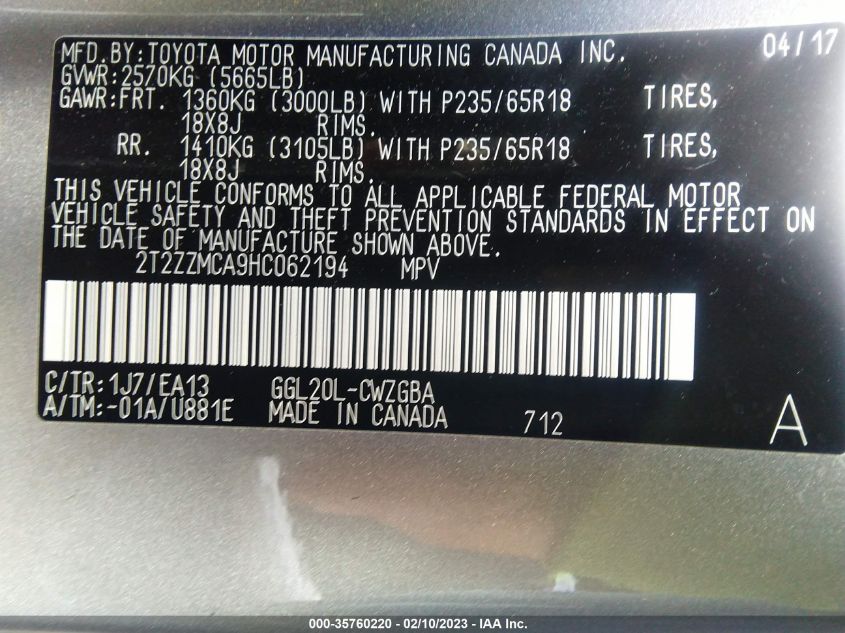 MFD.BY:TOYOTA MOTOR MANUFACTURING CANADA INC. 04/17
GVWR:2570KG (5665LB)
GAWR:FRT. 1360KG (3000LB) WITH P235/65R18 TIRES,
18X8J RIMS.
RR. 1410KG (3105LB) WITH P235/65R18 TIRES,
18X8J RIMS.
THIS VEHICLE CONFORMS TO ALL APPLICABLE FEDERAL MOTOR
VEHICLE SAFETY AND THEFT PREVENTION STANDARDS IN EFFECT ON
THE DATE OF MANUFACTURE SHOWN ABOVE.
2T2ZZMCA9HC062194 MPV
C/TR:1J7/EA13 GGL20L-CWZGBA
A/TM:-01A/U881E MADE IN CANADA 712 A
000-35760220 - 02/10/2023 - IAA Inc.